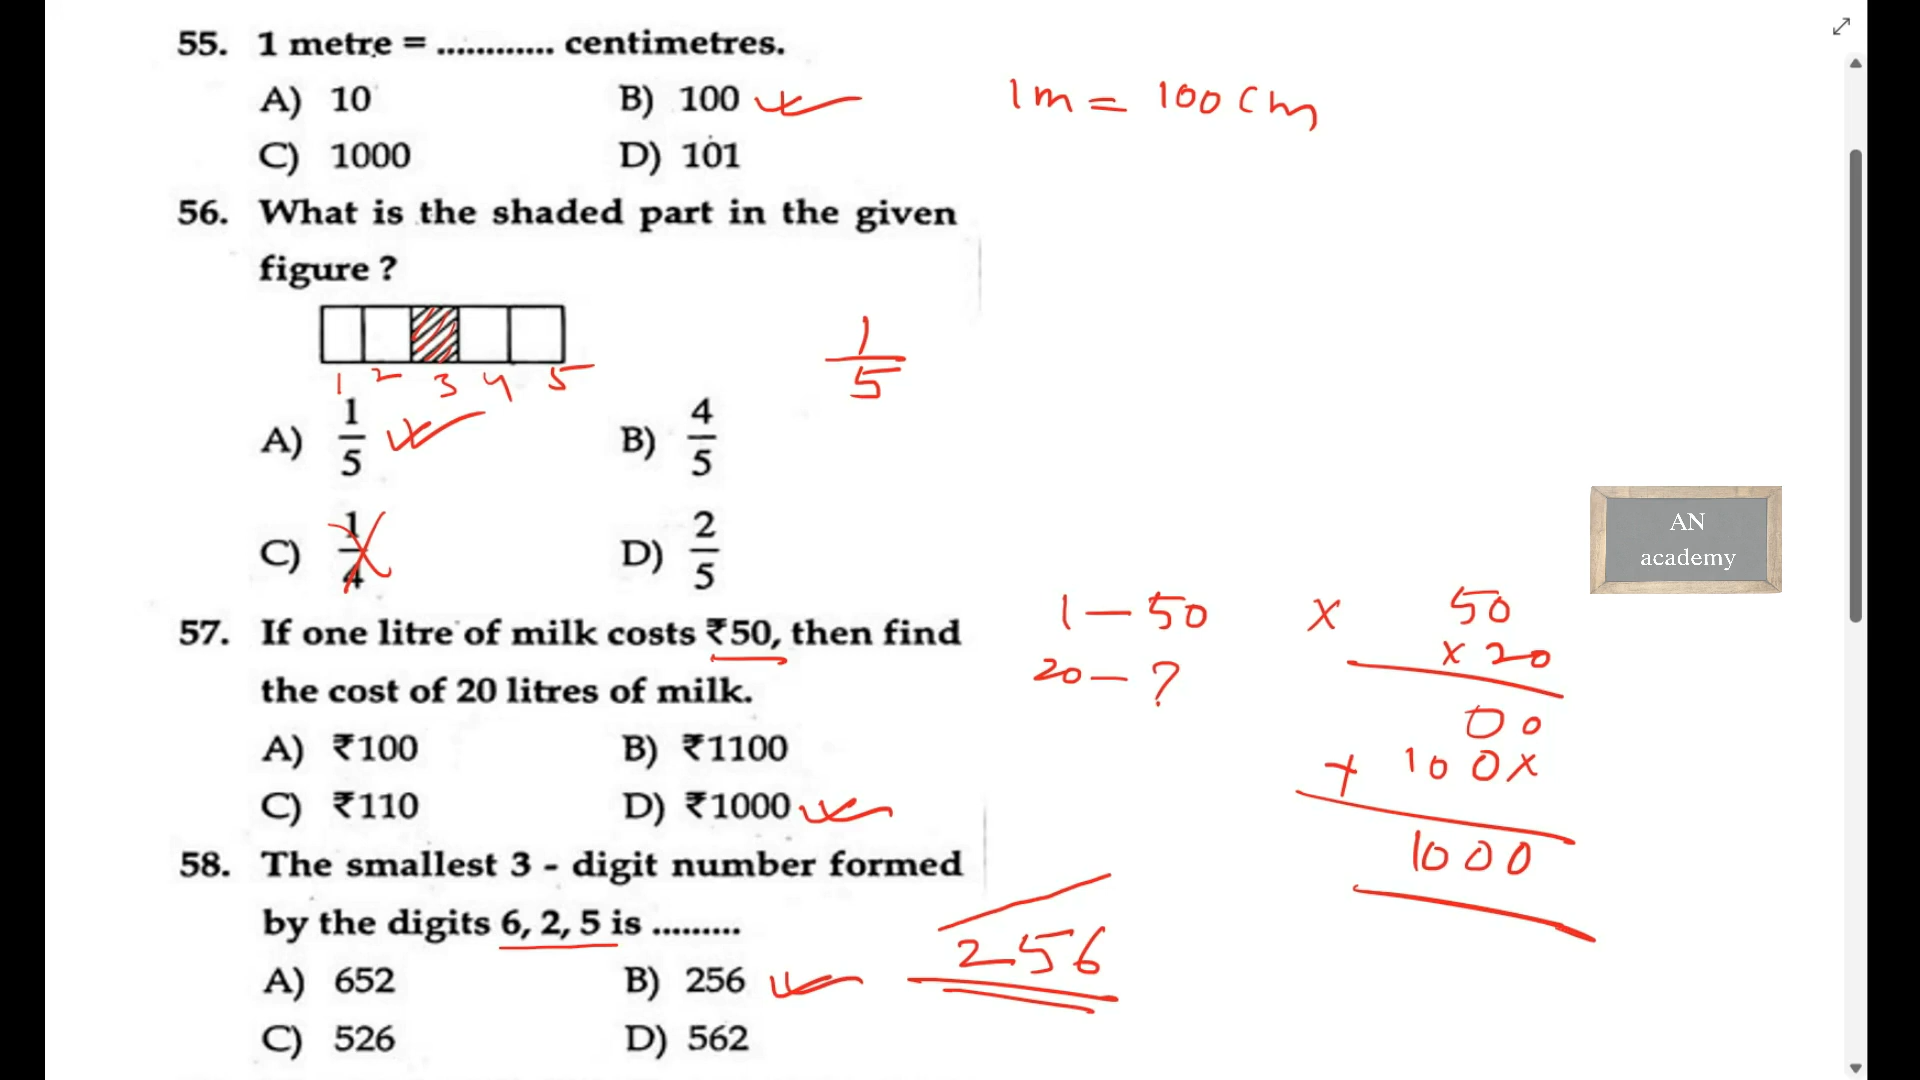 55. 1 metre = ............ centimetres.
A) 10 B) 100
C) 1000 D) 101
1m = 100 cm
56. What is the shaded part in the given
figure ?
1 2 3 4 5
1/5
A) 1/5 B) 4/5
C) 1/4 D) 2/5
AN
academy
57. If one litre of milk costs ₹50, then find
the cost of 20 litres of milk.
A) ₹100 B) ₹1100
C) ₹110 D) ₹1000
1 — 50 x 50
20 — ? x 20
00
+ 100x
1000
58. The smallest 3 - digit number formed
by the digits 6, 2, 5 is .........
A) 652 B) 256
C) 526 D) 562
256